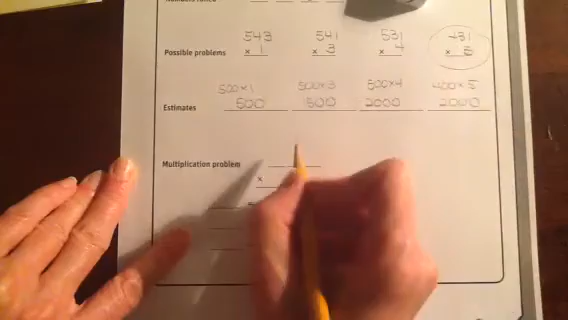 543 541 531 431
Possible problems × 1 × 3 × 4 × 5
500×1 500×3 500×4 400×5
Estimates 500 2000 2000
Multiplication problem
×